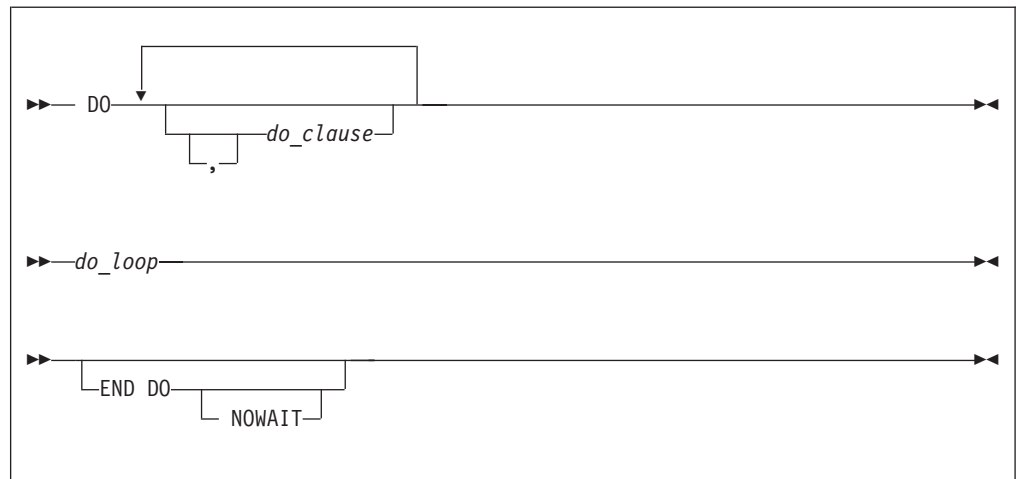 DO
do_clause
,
do_loop
END DO
NOWAIT